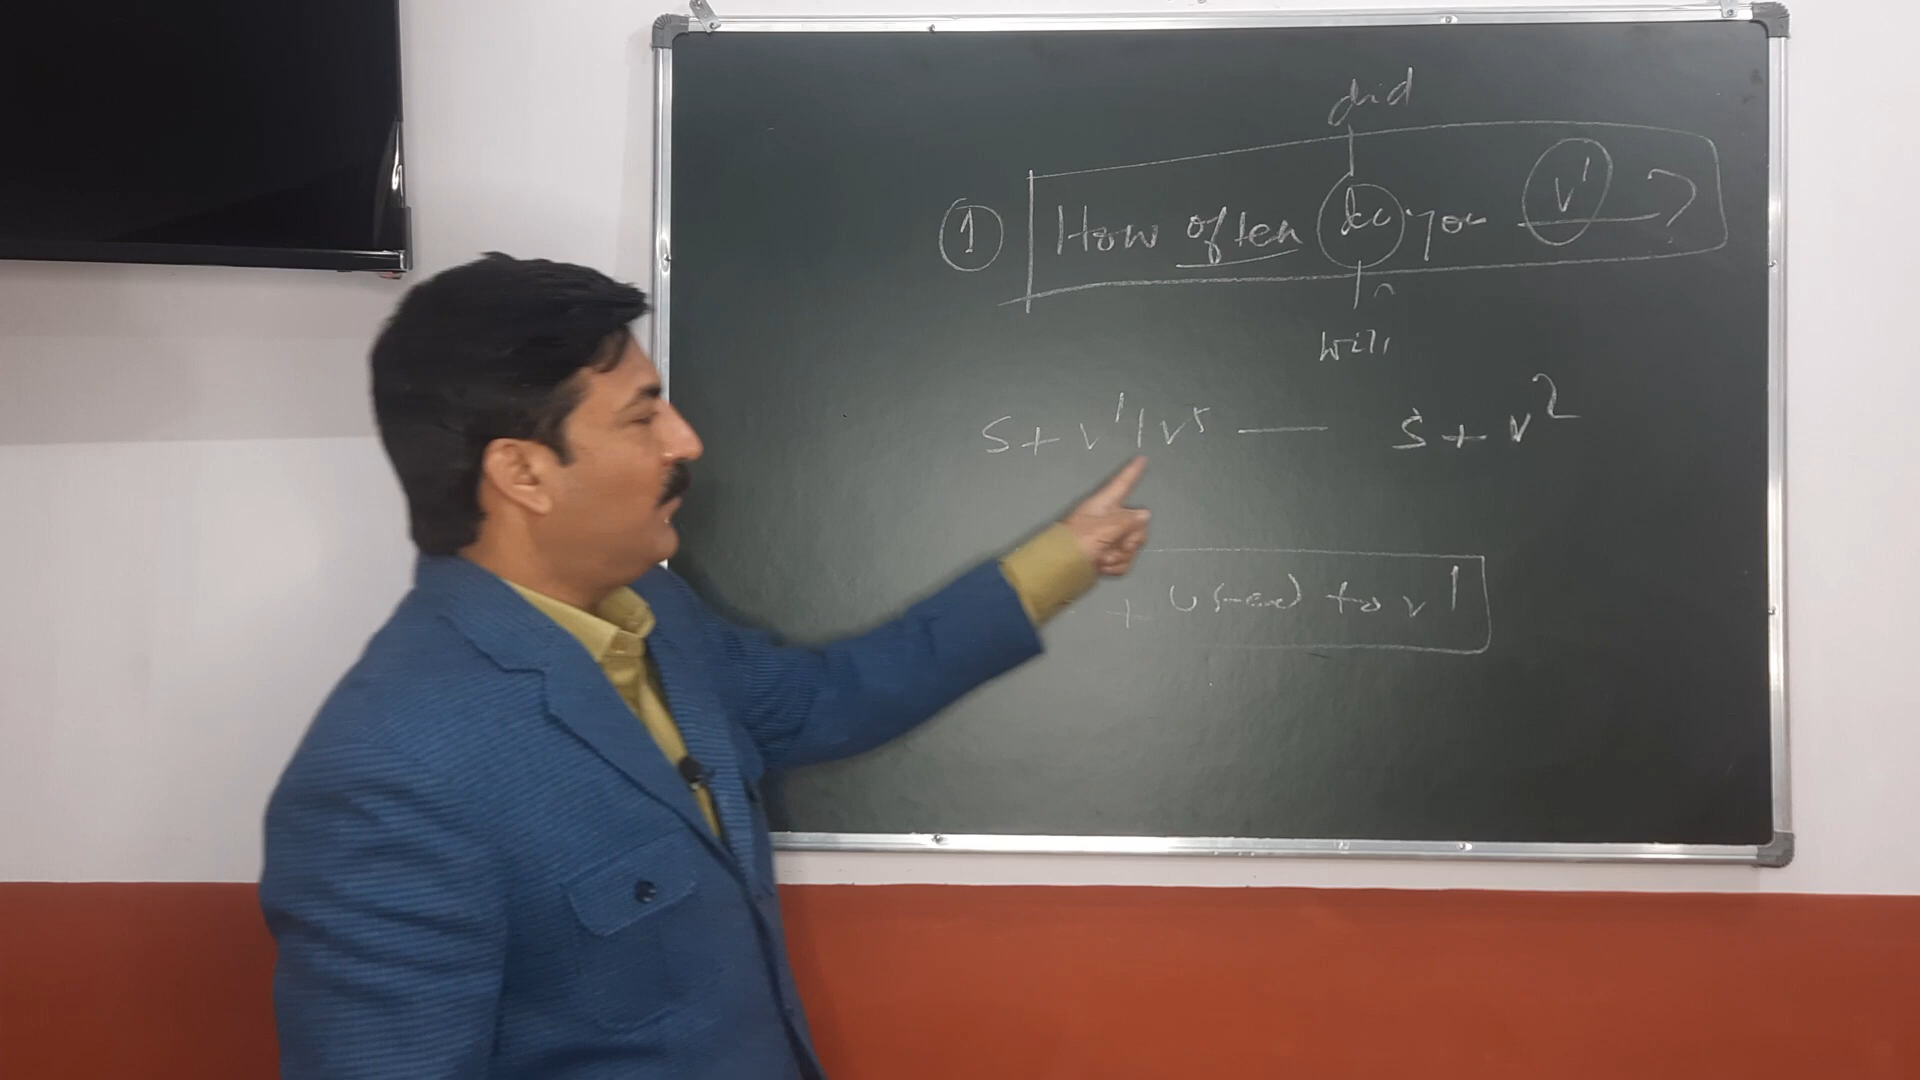 did
① How often do you V¹ ?
will
S + V¹ / V⁵ — S + V²
+ used to V¹